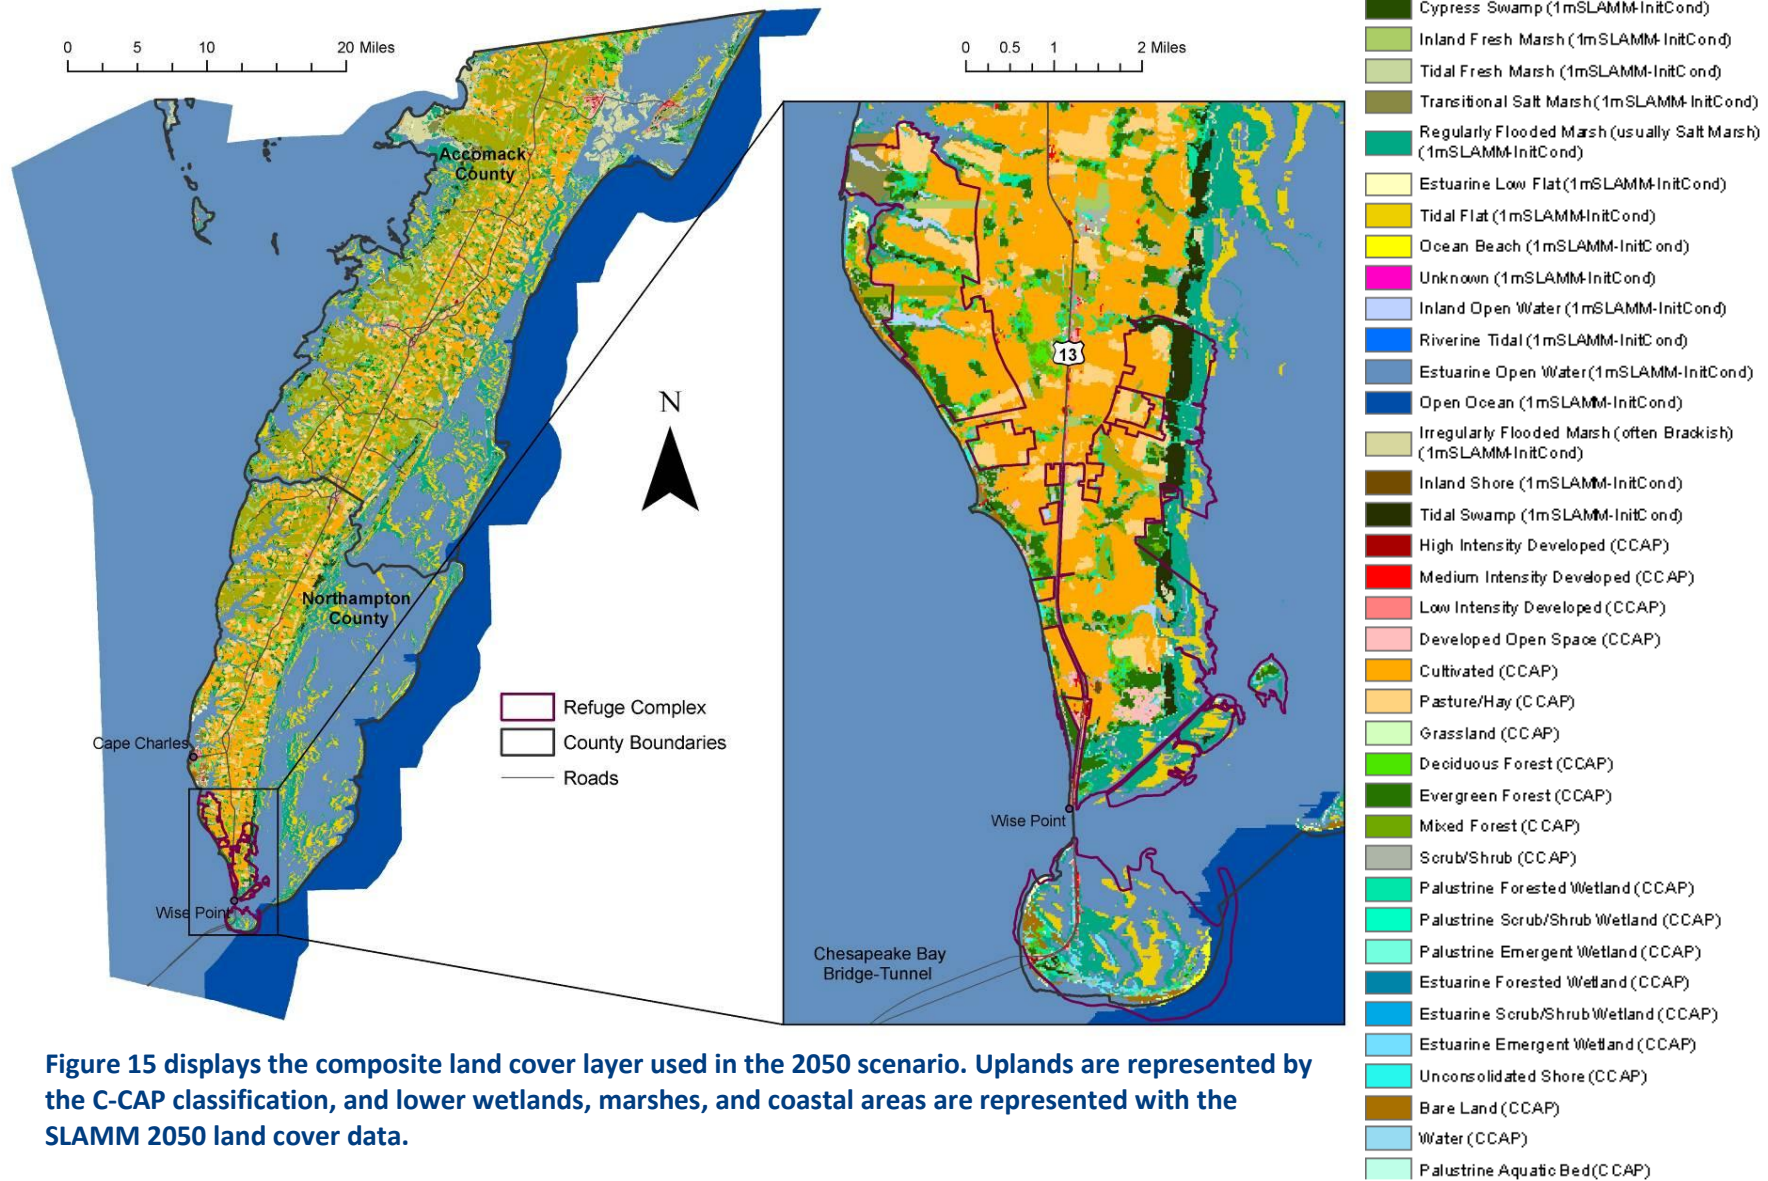 0 5 10 20 Miles
Accomack
County
Northampton
County
Cape Charles
Wise Point
N
Refuge Complex
County Boundaries
Roads
0 0.5 1 2 Miles
13
Wise Point
Chesapeake Bay
Bridge-Tunnel
Cypress Swamp (1mSLAMM-InitCond)
Inland Fresh Marsh (1mSLAMM-InitCond)
Tidal Fresh Marsh (1mSLAMM-InitCond)
Transitional Salt Marsh (1mSLAMM-InitCond)
Regularly Flooded Marsh (usually Salt Marsh)
(1mSLAMM-InitCond)
Estuarine Low Flat (1mSLAMM-InitCond)
Tidal Flat (1mSLAMM-InitCond)
Ocean Beach (1mSLAMM-InitCond)
Unknown (1mSLAMM-InitCond)
Inland Open Water (1mSLAMM-InitCond)
Riverine Tidal (1mSLAMM-InitCond)
Estuarine Open Water (1mSLAMM-InitCond)
Open Ocean (1mSLAMM-InitCond)
Irregularly Flooded Marsh (often Brackish)
(1mSLAMM-InitCond)
Inland Shore (1mSLAMM-InitCond)
Tidal Swamp (1mSLAMM-InitCond)
High Intensity Developed (CCAP)
Medium Intensity Developed (CCAP)
Low Intensity Developed (CCAP)
Developed Open Space (CCAP)
Cultivated (CCAP)
Pasture/Hay (CCAP)
Grassland (CCAP)
Deciduous Forest (CCAP)
Evergreen Forest (CCAP)
Mixed Forest (CCAP)
Scrub/Shrub (CCAP)
Palustrine Forested Wetland (CCAP)
Palustrine Scrub/Shrub Wetland (CCAP)
Palustrine Emergent Wetland (CCAP)
Estuarine Forested Wetland (CCAP)
Estuarine Scrub/Shrub Wetland (CCAP)
Estuarine Emergent Wetland (CCAP)
Unconsolidated Shore (CCAP)
Bare Land (CCAP)
Water (CCAP)
Palustrine Aquatic Bed (CCAP)
Figure 15 displays the composite land cover layer used in the 2050 scenario. Uplands are represented by
the C-CAP classification, and lower wetlands, marshes, and coastal areas are represented with the
SLAMM 2050 land cover data.